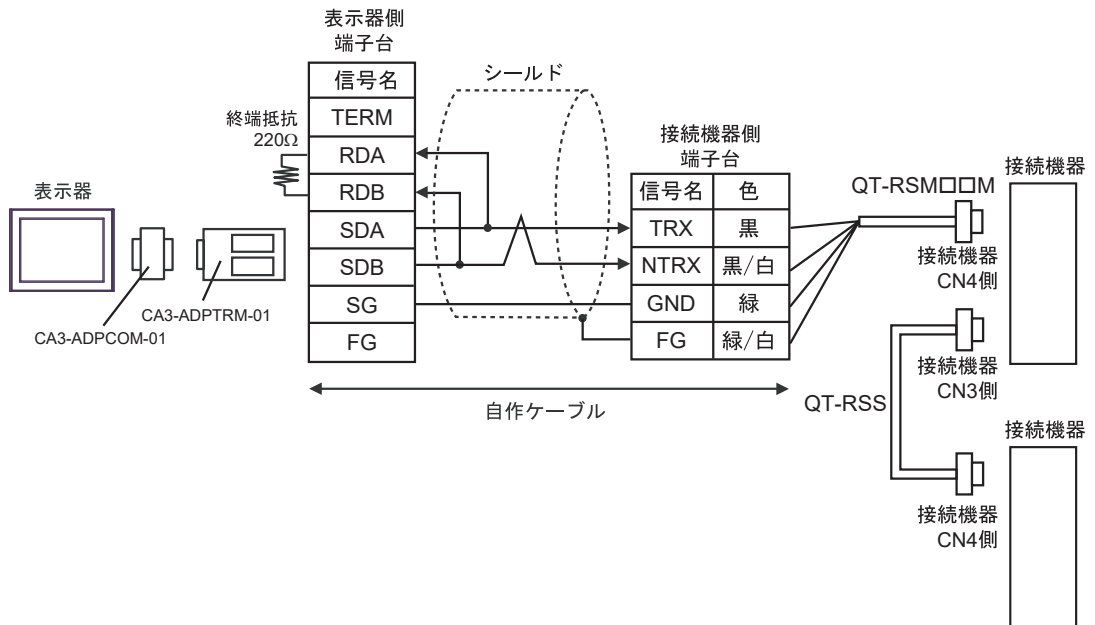 表示器側
端子台
信号名
TERM
RDA
RDB
SDA
SDB
SG
FG
終端抵抗
220Ω
シールド
表示器
CA3-ADPCOM-01
CA3-ADPTRM-01
接続機器側
端子台
信号名 色
TRX 黒
NTRX 黒/白
GND 緑
FG 緑/白
自作ケーブル
QT-RSM□□M
接続機器
接続機器
CN4側
接続機器
CN3側
QT-RSS
接続機器
接続機器
CN4側